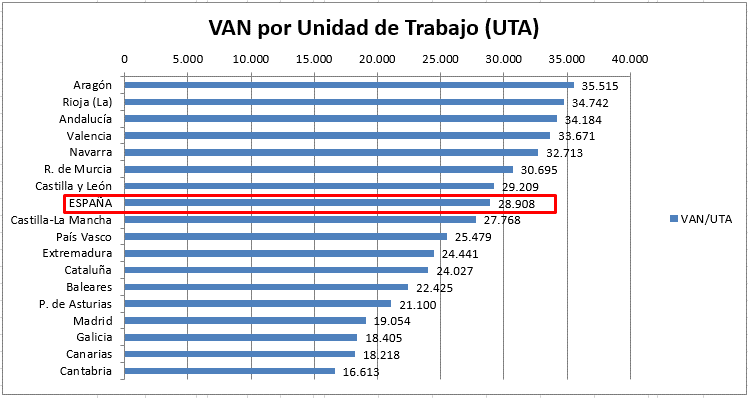 VAN por Unidad de Trabajo (UTA)
0 5.000 10.000 15.000 20.000 25.000 30.000 35.000 40.000
Aragón 35.515
Rioja (La) 34.742
Andalucía 34.184
Valencia 33.671
Navarra 32.713
R. de Murcia 30.695
Castilla y León 29.209
ESPAÑA 28.908
Castilla-La Mancha 27.768
VAN/UTA
País Vasco 25.479
Extremadura 24.441
Cataluña 24.027
Baleares 22.425
P. de Asturias 21.100
Madrid 19.054
Galicia 18.405
Canarias 18.218
Cantabria 16.613